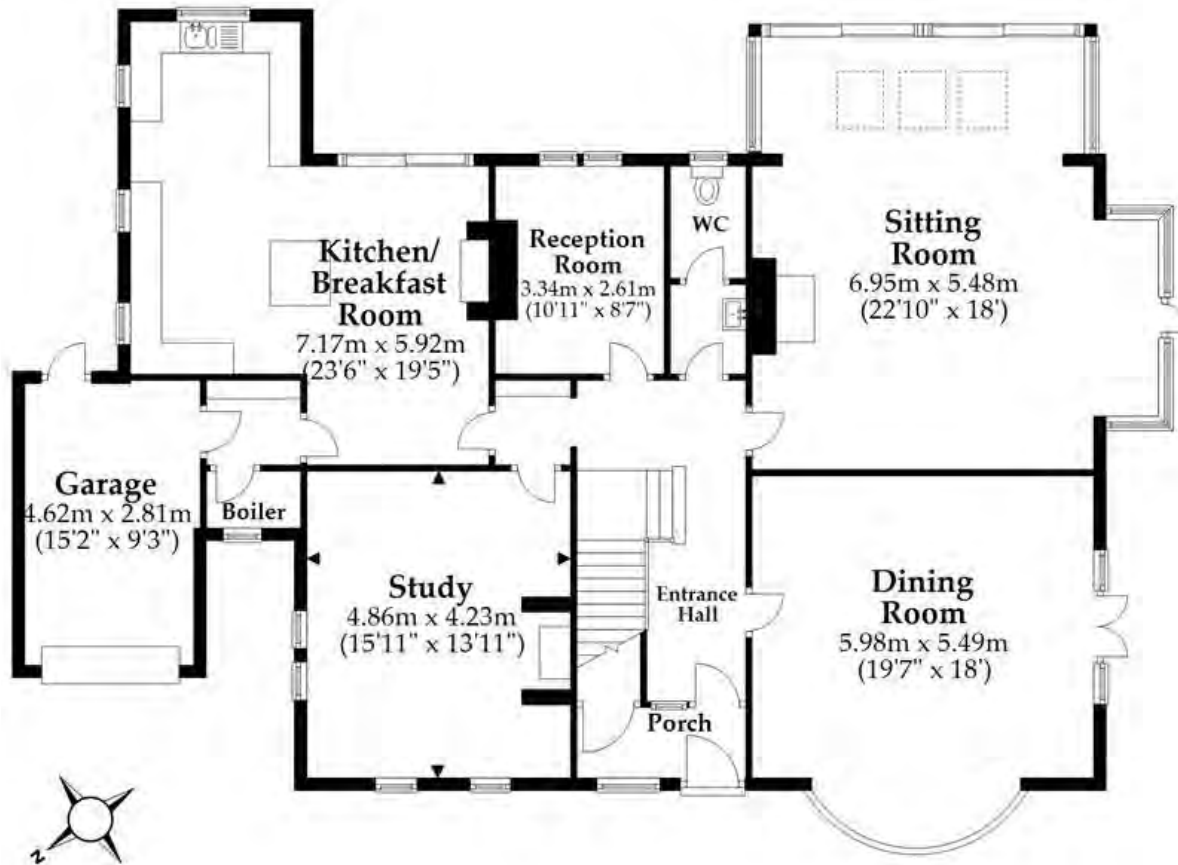 Kitchen/
Breakfast
Room
7.17m x 5.92m
(23'6" x 19'5")
Reception
Room
3.34m x 2.61m
(10'11" x 8'7")
WC
Sitting
Room
6.95m x 5.48m
(22'10" x 18')
Garage
4.62m x 2.81m
(15'2" x 9'3")
Boiler
Study
4.86m x 4.23m
(15'11" x 13'11")
Entrance
Hall
Dining
Room
5.98m x 5.49m
(19'7" x 18')
Porch
N